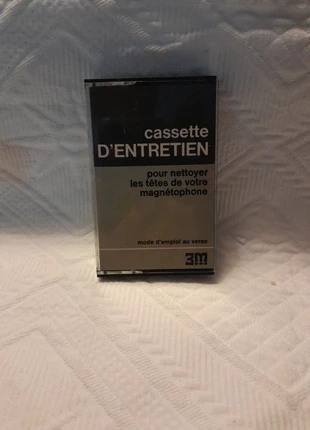 cassette
D'ENTRETIEN
pour nettoyer
les têtes de votre
magnétophone
mode d'emploi au verso
3M